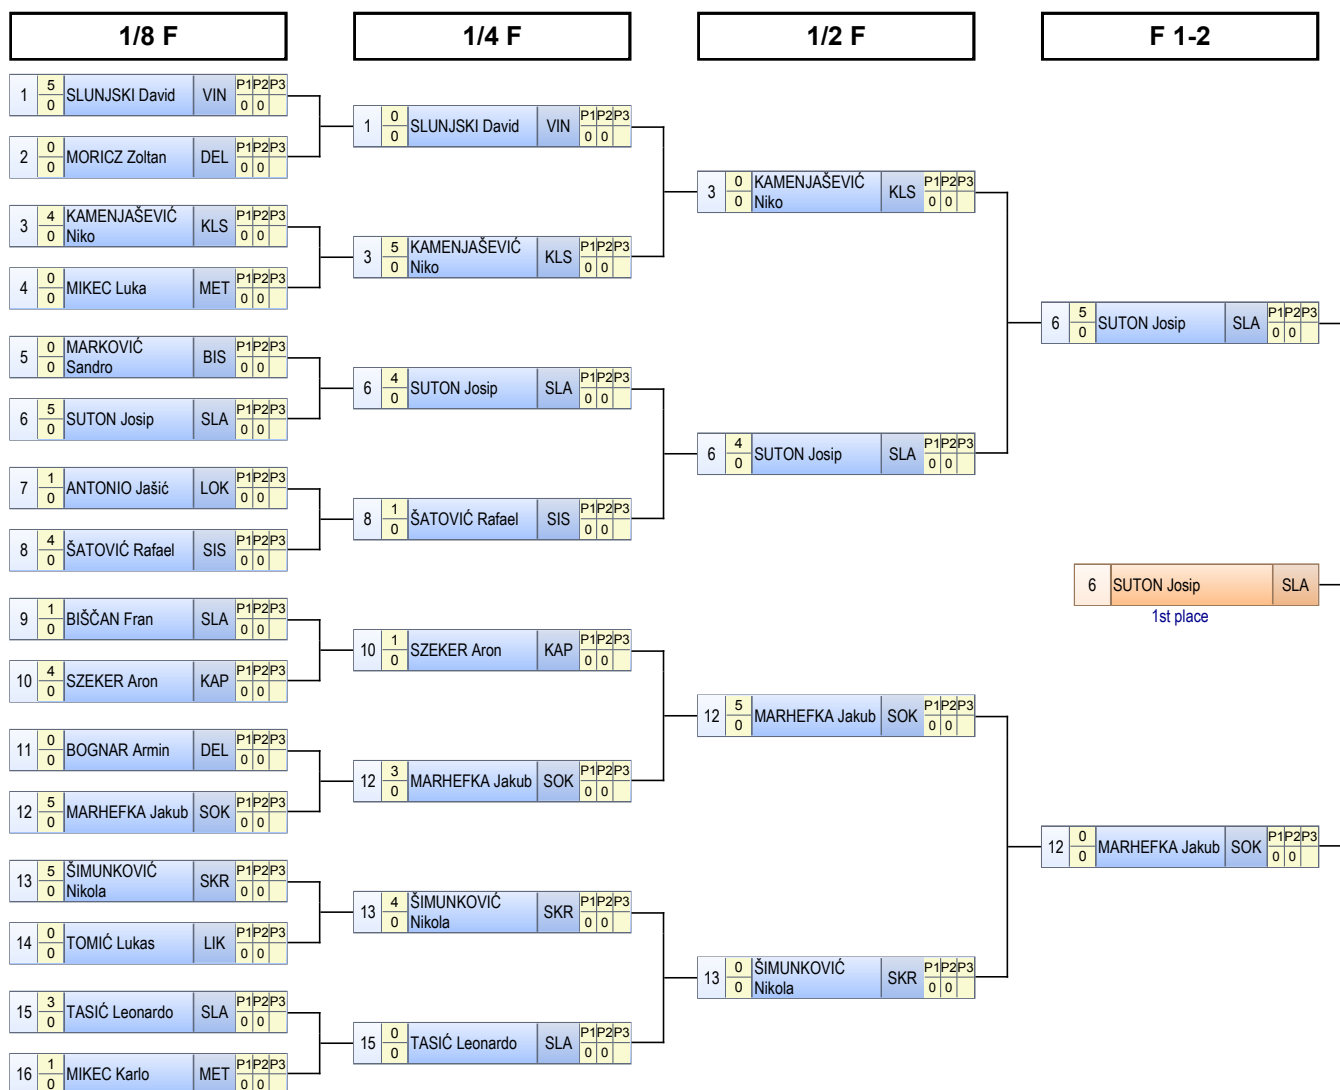 1/8 F
1/4 F
1/2 F
F 1-2
1 5 0 SLUNJSKI David VIN P1 P2 P3 0 0
2 0 0 MORICZ Zoltan DEL P1 P2 P3 0 0
3 4 0 KAMENJAŠEVIĆ
Niko KLS P1 P2 P3 0 0
4 0 0 MIKEC Luka MET P1 P2 P3 0 0
5 0 0 MARKOVIĆ
Sandro BIS P1 P2 P3 0 0
6 5 0 SUTON Josip SLA P1 P2 P3 0 0
7 1 0 ANTONIO Jašić LOK P1 P2 P3 0 0
8 4 0 ŠATOVIĆ Rafael SIS P1 P2 P3 0 0
9 1 0 BIŠČAN Fran SLA P1 P2 P3 0 0
10 4 0 SZEKER Aron KAP P1 P2 P3 0 0
11 0 0 BOGNAR Armin DEL P1 P2 P3 0 0
12 5 0 MARHEFKA Jakub SOK P1 P2 P3 0 0
13 5 0 ŠIMUNKOVIĆ
Nikola SKR P1 P2 P3 0 0
14 0 0 TOMIĆ Lukas LIK P1 P2 P3 0 0
15 3 0 TASIĆ Leonardo SLA P1 P2 P3 0 0
16 1 0 MIKEC Karlo MET P1 P2 P3 0 0
1 0 0 SLUNJSKI David VIN P1 P2 P3 0 0
3 5 0 KAMENJAŠEVIĆ
Niko KLS P1 P2 P3 0 0
6 4 0 SUTON Josip SLA P1 P2 P3 0 0
8 1 0 ŠATOVIĆ Rafael SIS P1 P2 P3 0 0
10 1 0 SZEKER Aron KAP P1 P2 P3 0 0
12 3 0 MARHEFKA Jakub SOK P1 P2 P3 0 0
13 4 0 ŠIMUNKOVIĆ
Nikola SKR P1 P2 P3 0 0
15 0 0 TASIĆ Leonardo SLA P1 P2 P3 0 0
3 0 0 KAMENJAŠEVIĆ
Niko KLS P1 P2 P3 0 0
6 4 0 SUTON Josip SLA P1 P2 P3 0 0
12 5 0 MARHEFKA Jakub SOK P1 P2 P3 0 0
13 0 0 ŠIMUNKOVIĆ
Nikola SKR P1 P2 P3 0 0
6 5 0 SUTON Josip SLA P1 P2 P3 0 0
6 SUTON Josip SLA
1st place
12 0 0 MARHEFKA Jakub SOK P1 P2 P3 0 0